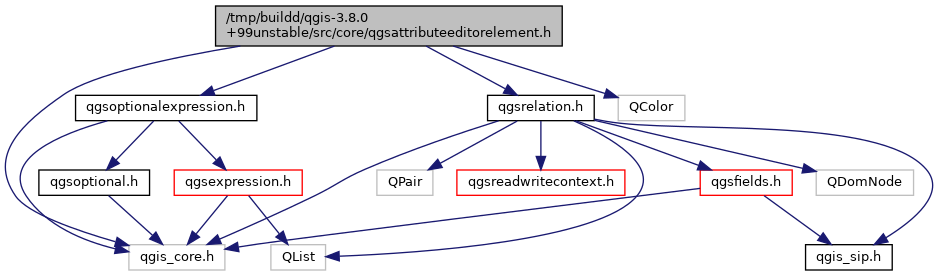 /tmp/buildd/qgis-3.8.0
+99unstable/src/core/qgsattributeeditorelement.h
qgsoptionalexpression.h
qgsrelation.h
QColor
qgsoptional.h
qgsexpression.h
QPair
qgsreadwritecontext.h
qgsfields.h
QDomNode
qgis_core.h
QList
qgis_sip.h